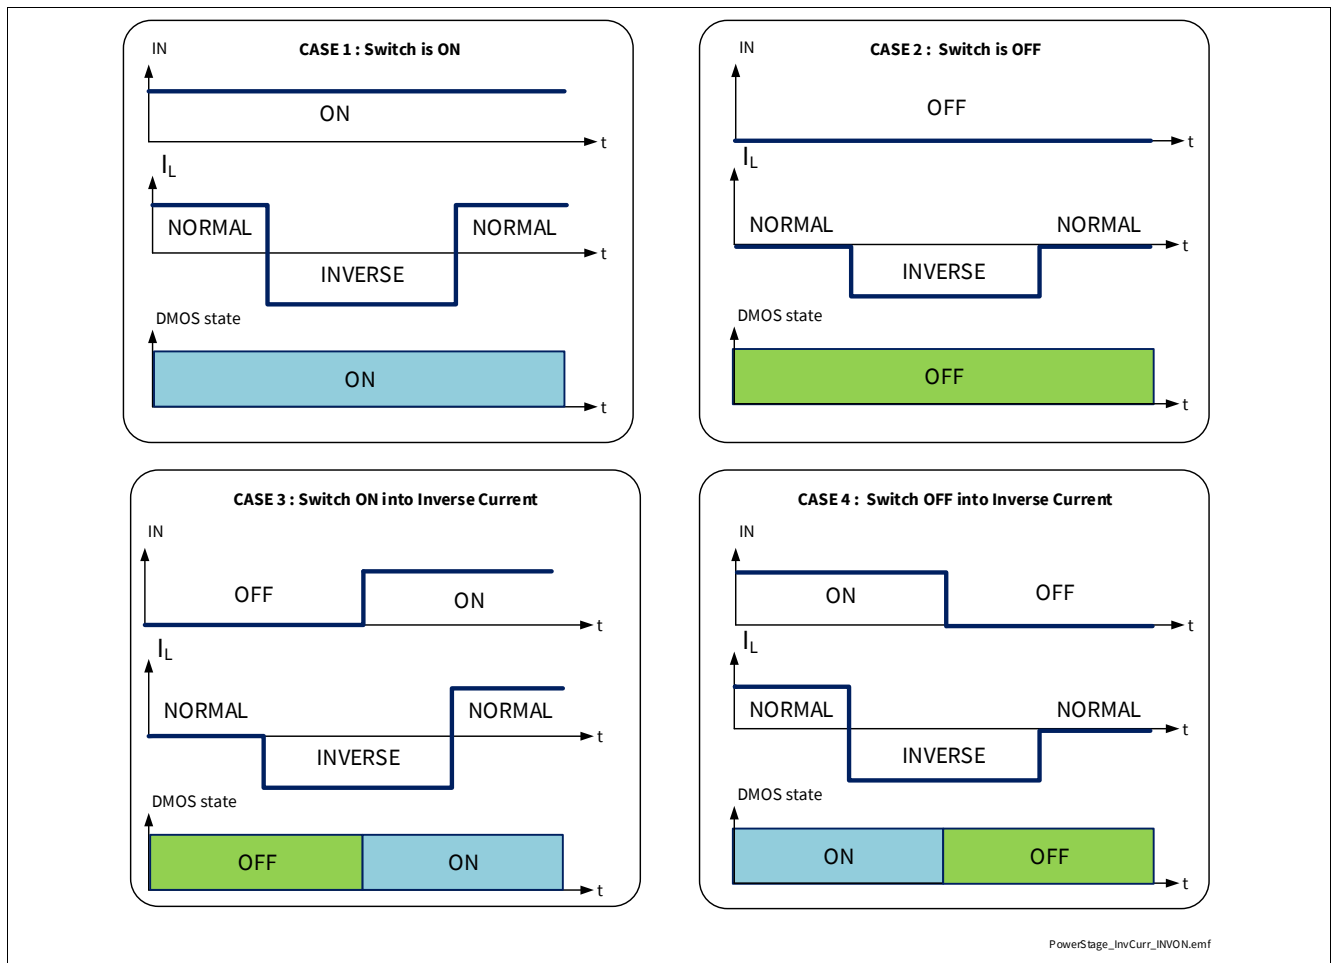 CASE 1 : Switch is ON
IN
ON
t
IL
NORMAL
NORMAL
INVERSE
t
DMOS state
ON
t
CASE 2 : Switch is OFF
IN
OFF
t
IL
NORMAL
NORMAL
INVERSE
t
DMOS state
OFF
t
CASE 3 : Switch ON into Inverse Current
IN
OFF
ON
t
IL
NORMAL
NORMAL
INVERSE
t
DMOS state
OFF
ON
t
CASE 4 : Switch OFF into Inverse Current
IN
ON
OFF
t
IL
NORMAL
NORMAL
INVERSE
t
DMOS state
ON
OFF
t
PowerStage_InvCurr_INVON.emf